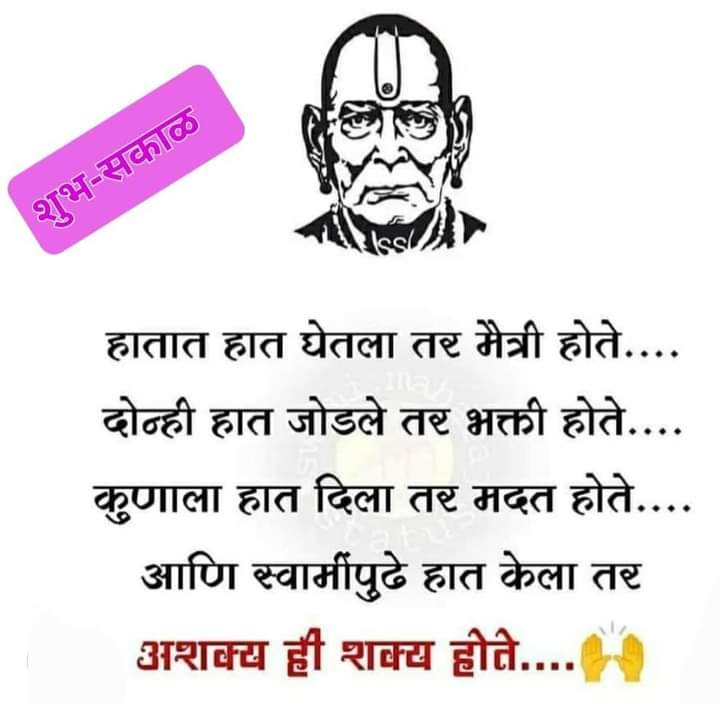 शुभ-सकाळ
हातात हात घेतला तर मैत्री होते....
दोन्ही हात जोडले तर भक्ती होते....
कुणाला हात दिला तर मदत होते....
आणि स्वामींपुढे हात केला तर
अशक्य ही शक्य होते....🙌